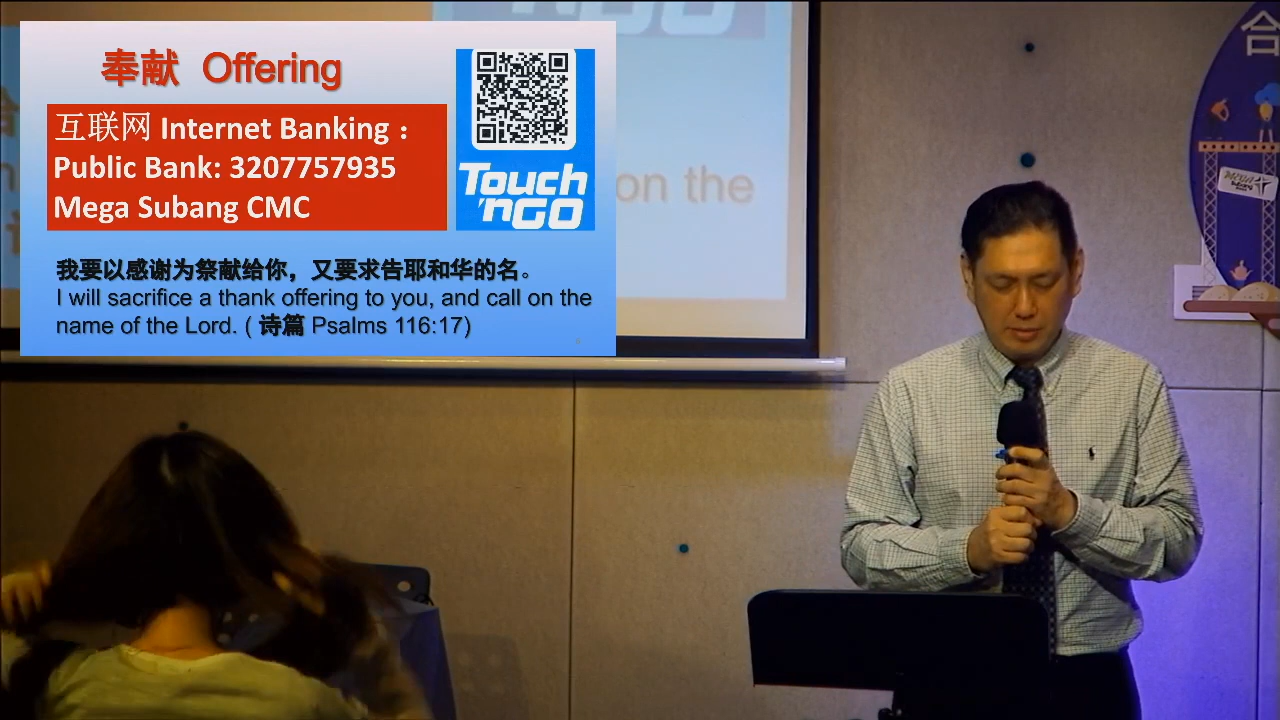 奉献 Offering
互联网 Internet Banking :
Public Bank: 3207757935
Mega Subang CMC
Touch
'nGO
我要以感谢为祭献给你，又要求告耶和华的名。
I will sacrifice a thank offering to you, and call on the
name of the Lord. ( 诗篇 Psalms 116:17)
on the
合